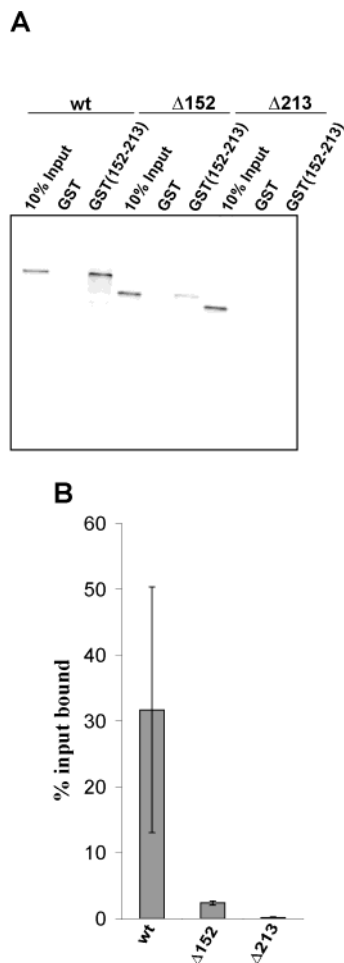 A
wt Δ152 Δ213
10% Input GST GST(152-213) 10% Input GST GST(152-213) 10% Input GST GST(152-213)
B
60
50
40
30
20
10
0
% input bound
wt Δ152 Δ213